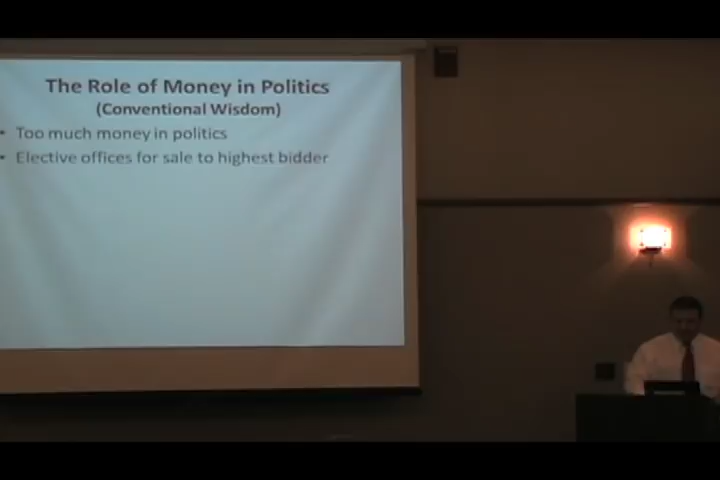 The Role of Money in Politics
(Conventional Wisdom)
• Too much money in politics
• Elective offices for sale to highest bidder